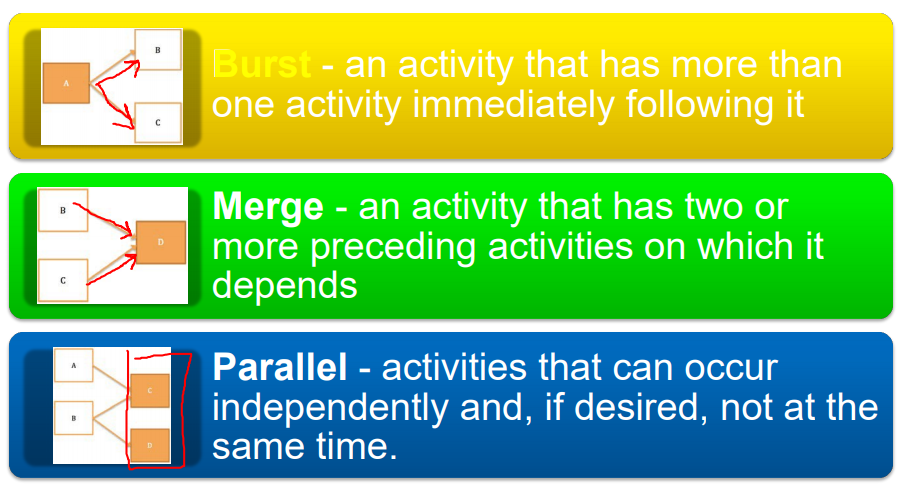 A
B
C
Burst - an activity that has more than
one activity immediately following it
B
C
D
Merge - an activity that has two or
more preceding activities on which it
depends
A
B
C
D
Parallel - activities that can occur
independently and, if desired, not at the
same time.